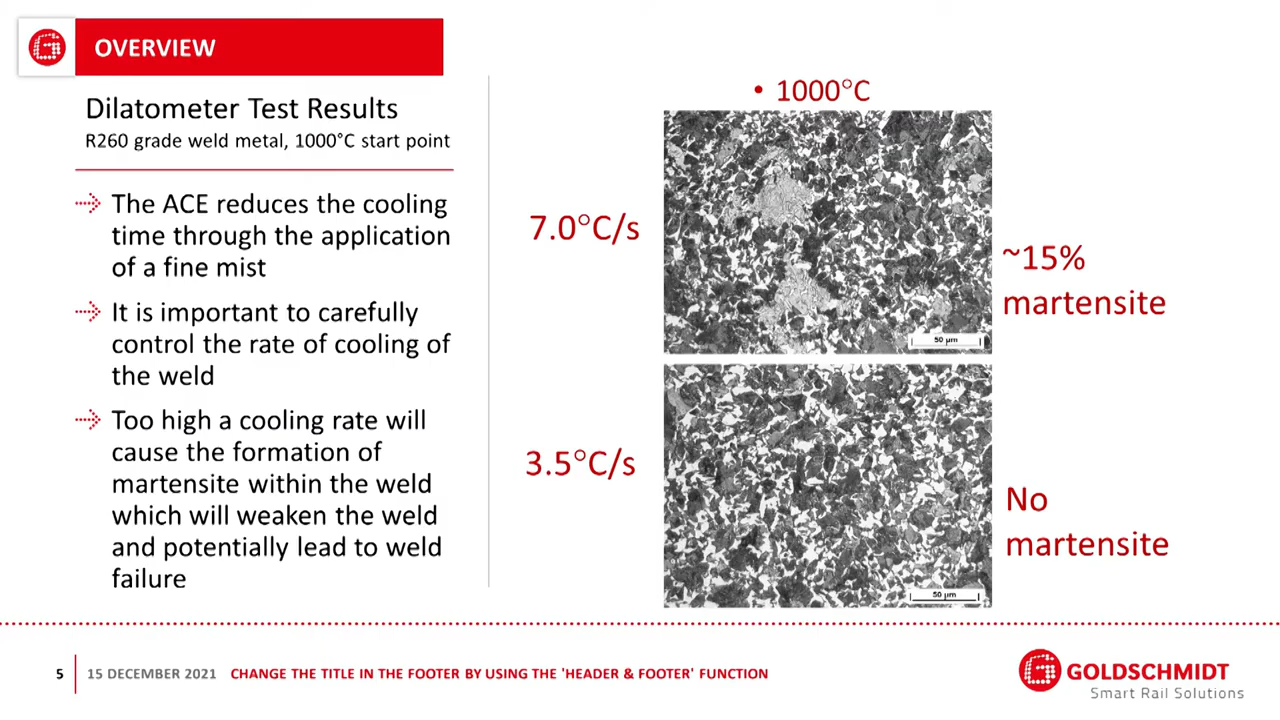 OVERVIEW
Dilatometer Test Results
R260 grade weld metal, 1000°C start point
The ACE reduces the cooling
time through the application
of a fine mist
It is important to carefully
control the rate of cooling of
the weld
Too high a cooling rate will
cause the formation of
martensite within the weld
which will weaken the weld
and potentially lead to weld
failure
• 1000°C
7.0°C/s
~15%
martensite
50 µm
3.5°C/s
No
martensite
50 µm
5
15 DECEMBER 2021
CHANGE THE TITLE IN THE FOOTER BY USING THE 'HEADER & FOOTER' FUNCTION
GOLDSCHMIDT
Smart Rail Solutions